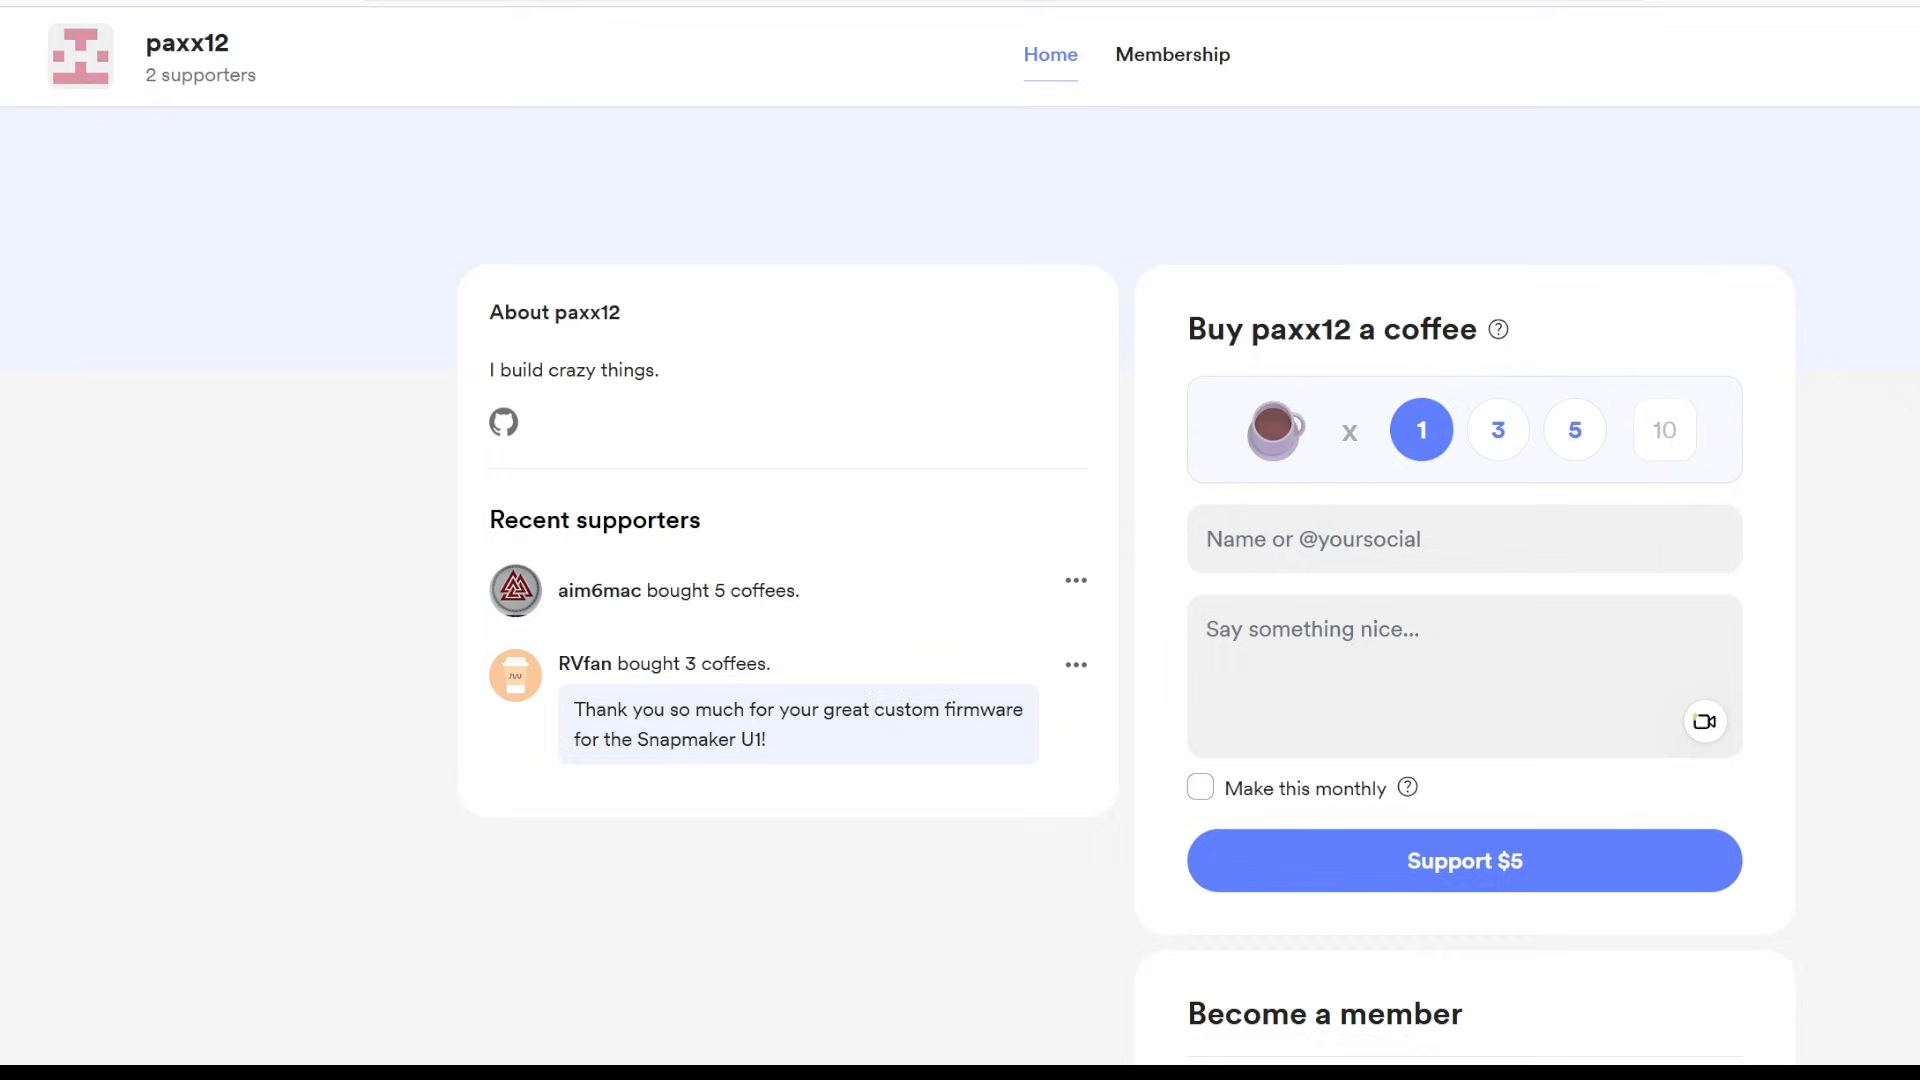 paxx12
2 supporters
Home
Membership
About paxx12
I build crazy things.
Recent supporters
aim6mac bought 5 coffees.
RVfan bought 3 coffees.
Thank you so much for your great custom firmware
for the Snapmaker U1!
Buy paxx12 a coffee
x 1 3 5 10
Name or @yoursocial
Say something nice...
Make this monthly
Support $5
Become a member